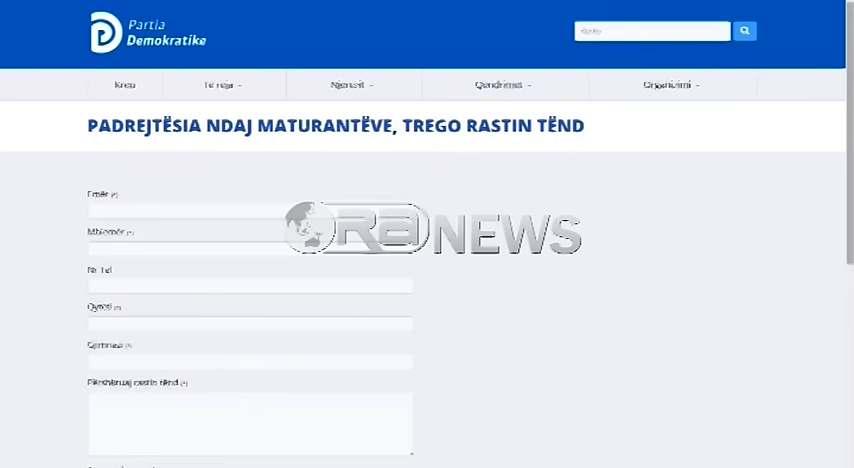 Partia
Demokratike
Kreu Të reja Njerëzit Qëndrimet Organizimi
PADREJTËSIA NDAJ MATURANTËVE, TREGO RASTIN TËND
Emër (*)
ORA NEWS
Mbiemër (*)
Nr. Tel
Qyteti (*)
Përshkruaj rastin tënd (*)